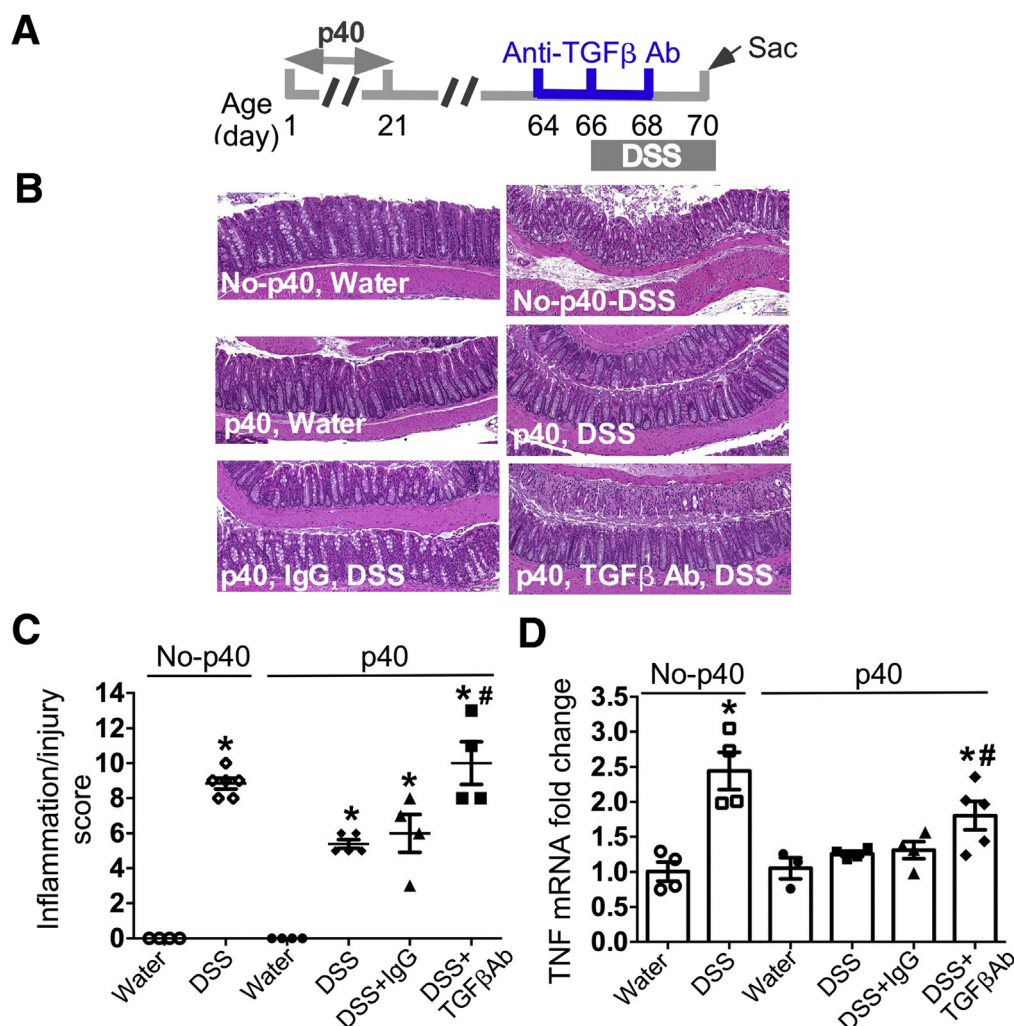 A
p40
Anti-TGFβ Ab
Sac
Age
(day)
1
21
64
66
68
70
DSS
B
No-p40, Water
No-p40-DSS
p40, Water
p40, DSS
p40, IgG, DSS
p40, TGFβ Ab, DSS
C
No-p40
p40
Inflammation/injury
score
14
12
10
8
6
4
2
0
*
*
*
* #
Water
DSS
Water
DSS
DSS+IgG
DSS+
TGFβAb
D
No-p40
p40
TNF mRNA fold change
3.5
3.0
2.5
2.0
1.5
1.0
0.5
0.0
*
*#
Water
DSS
Water
DSS
DSS+IgG
DSS+
TGFβAb